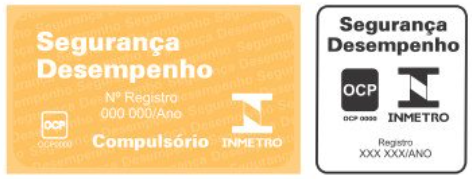 Segurança
Desempenho
Nº Registro
000 000/Ano
OCP
OCP0000
Compulsório
INMETRO
Segurança
Desempenho
OCP
OCP 0000
INMETRO
Registro
XXX XXX/ANO